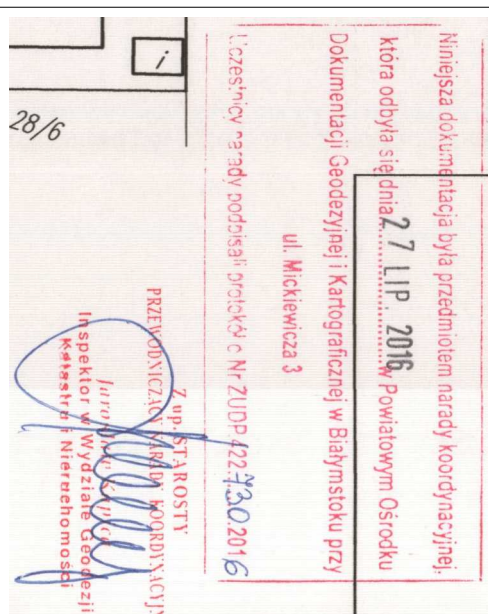 i
28/6
Niniejsza dokumentacja była przedmiotem narady koordynacyjnej,
która odbyła się dnia 27 LIP. 2016 w Powiatowym Ośrodku
Dokumentacji Geodezyjnej i Kartograficznej w Białymstoku przy
ul. Mickiewicza 3
Uczestnicy narady podpisali protokół o Nr ZUDP 422.730.2016
Z up. STAROSTY
PRZEWODNICZĄCY NARADY KOORDYNACYJN
Inspektor w Wydziale Geodezji
Katastru i Nieruchomości